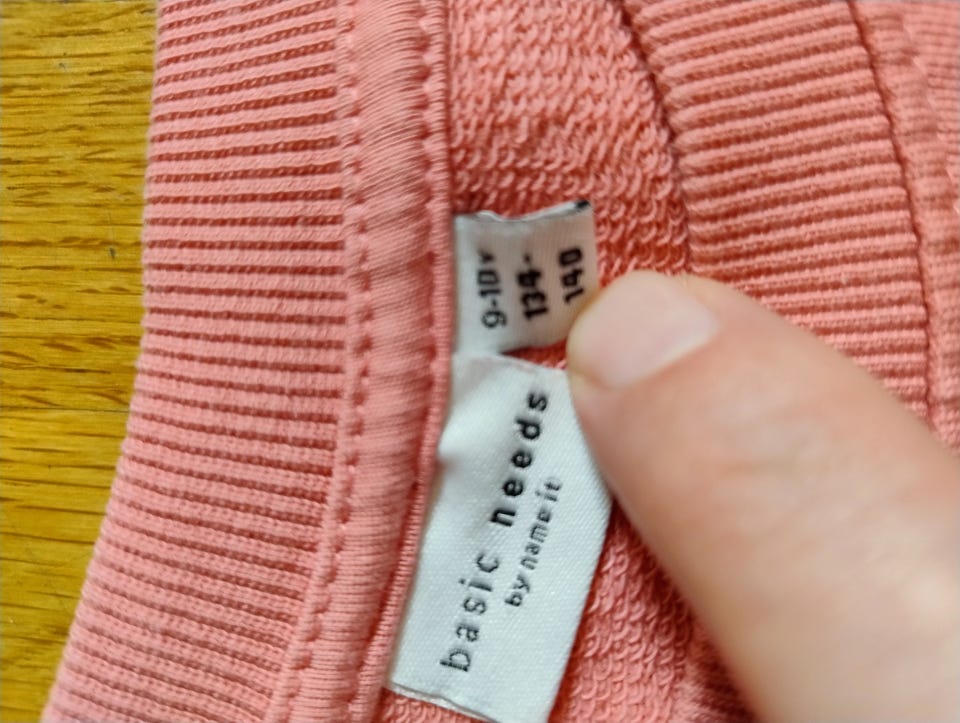 9-10Y
134-
140
basic needs
by name it